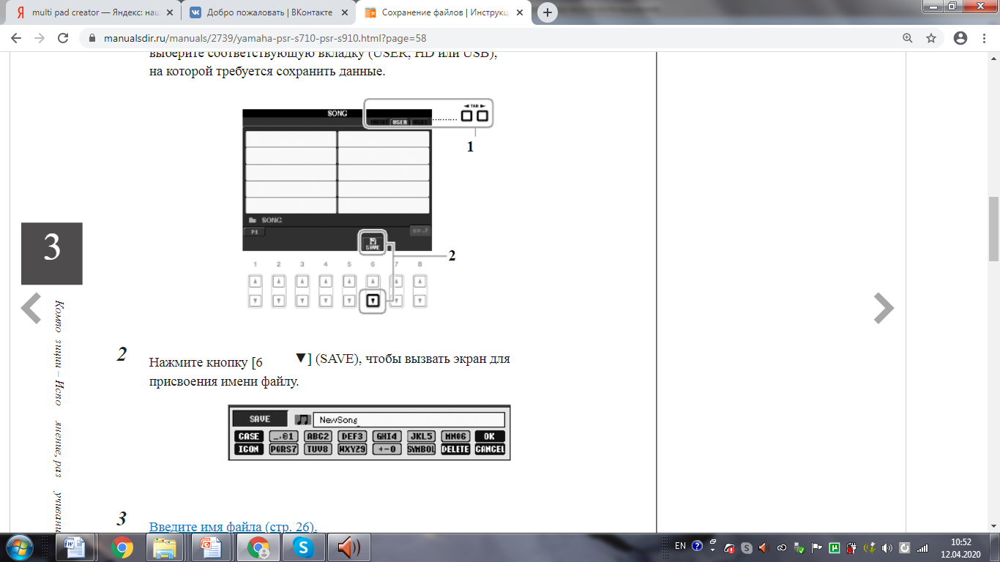 multi pad creator — Яндекс: наш
Добро пожаловать | ВКонтакте
Сохранение файлов | Инструкци
manualsdir.ru/manuals/2739/yamaha-psr-s710-psr-s910.html?page=58
выберите соответствующую вкладку (USER, HD или USB),
на которой требуется сохранить данные.
◄ TAB ►
SONG
USER
1
SONG
P1
UP
SAVE
2
1 2 3 4 5 6 7 8
3
Компо зиции – Испо лнение, раз учивани
2
Нажмите кнопку [6 ▼] (SAVE), чтобы вызвать экран для
присвоения имени файлу.
SAVE NewSong
CASE _.@1 ABC2 DEF3 GHI4 JKL5 MNO6 OK
ICON PQRS7 TUV8 WXYZ9 +-0 SYMBOL DELETE CANCEL
3
Введите имя файла (стр. 26).
EN
10:52
12.04.2020